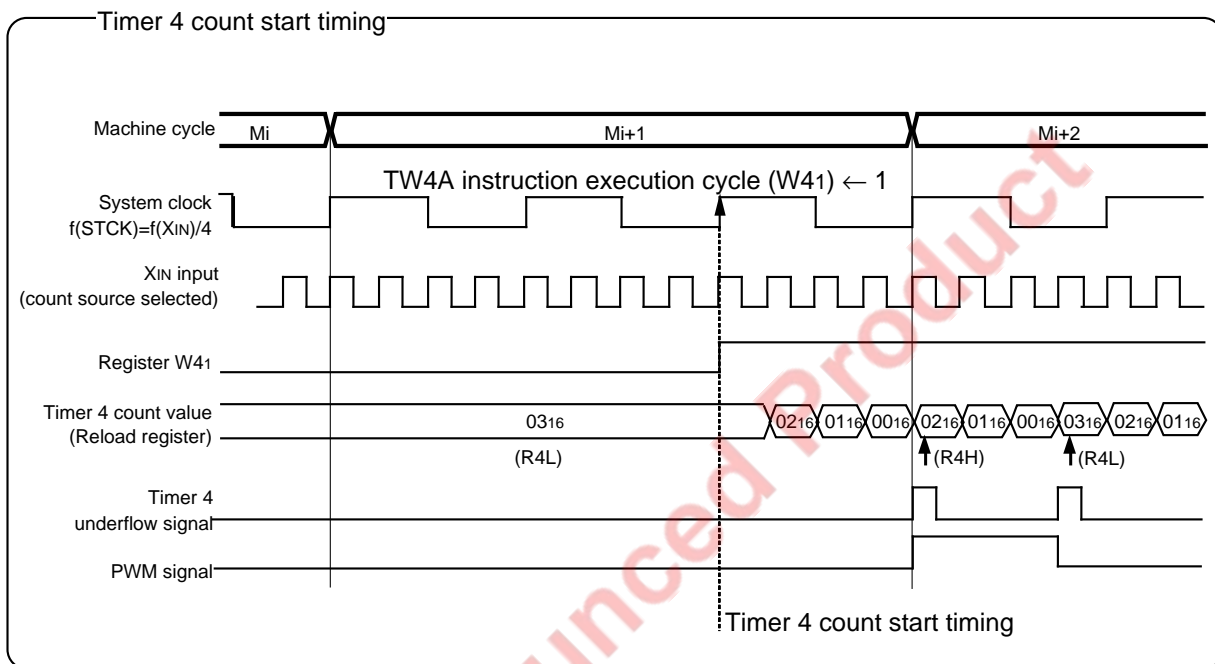 Timer 4 count start timing
Machine cycle Mi Mi+1 Mi+2
TW4A instruction execution cycle (W41) ← 1
System clock
f(STCK)=f(XIN)/4
XIN input
(count source selected)
Register W41
Timer 4 count value
(Reload register)
0316 0216 0116 0016 0216 0116 0016 0316 0216 0116
(R4L) (R4H) (R4L)
Timer 4
underflow signal
PWM signal
Timer 4 count start timing
unced Product